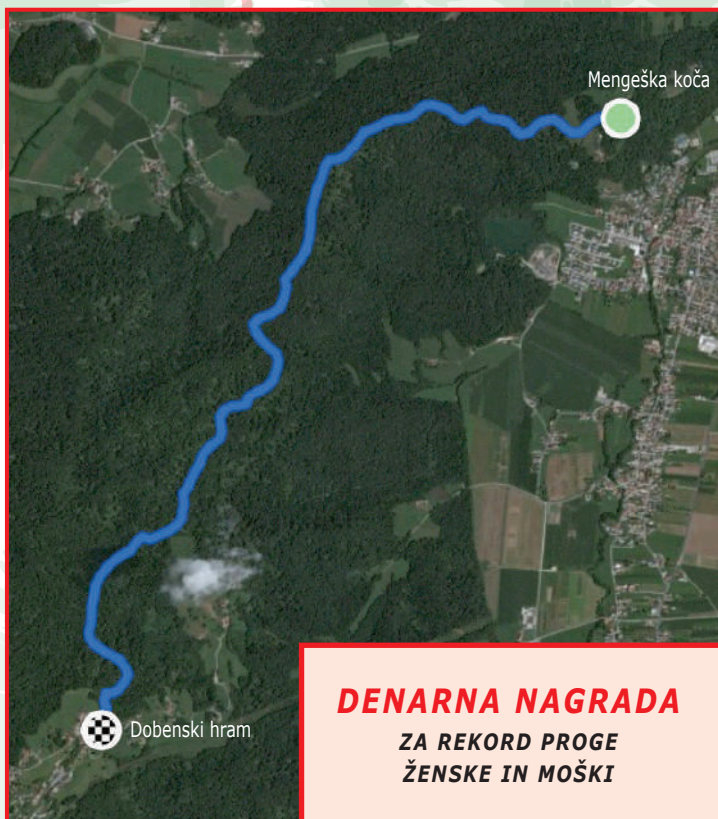 Mengeška koča
Dobenski hram
DENARNA NAGRADA
ZA REKORD PROGE
ŽENSKE IN MOŠKI